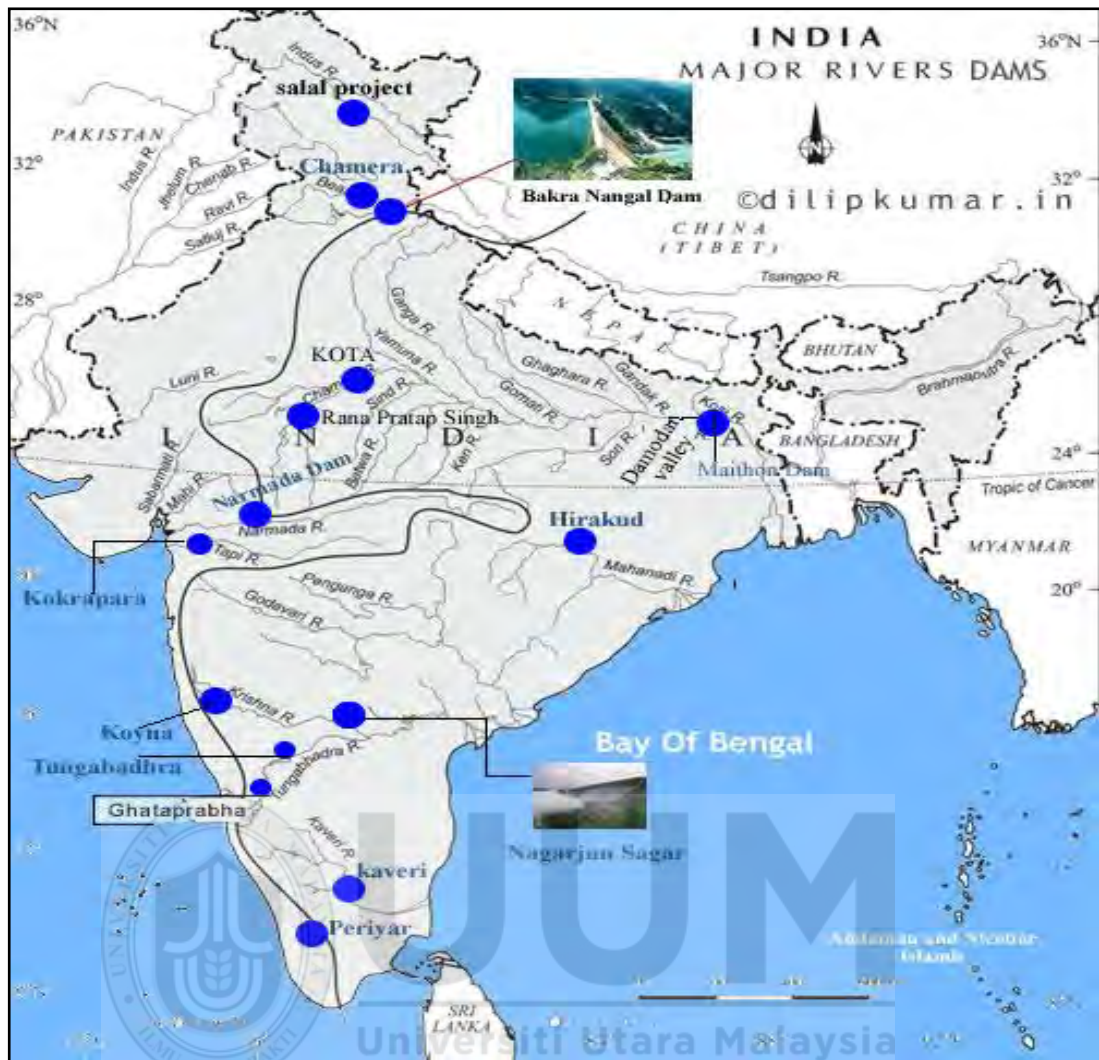 36°N
INDIA
36°N
MAJOR RIVERS DAMS
Indus R.
salal project
PAKISTAN
Indus R.
Jhelum R.
Chenab R.
Chamera
32°
32°
N
Bakra Nangal Dam
©dilipkumar.in
Ravi R.
Satluj R.
CHINA
(TIBET)
Tsangpo R.
28°
28°
NEPAL
Ganga R.
Yamuna R.
BHUTAN
Brahmaputra R.
KOTA
Ghaghara R.
Gandak R.
Luni R.
Sind R.
Gomati R.
Rana Pratap Singh
INDIA
BANGLADESH
24°
Son R.
Damodar
valley
Maithon Dam
Betwa R.
Ken R.
Tropic of Cancer
Sabarmati R.
Mahi R.
Narmada Dam
Narmada R.
Hirakud
MYANMAR
Tapi R.
Mahanadi R.
Kokrapara
20°
Penganga R.
Godavari R.
Krishna R.
Koyna
Bay Of Bengal
Tungabadhra
Tungabhadra R.
Ghataprabha
Nagarjun Sagar
kaveri R.
kaveri
UUM
Periyar
Andaman and Nicobar
Islands
SRI
LANKA
Universiti Utara Malaysia